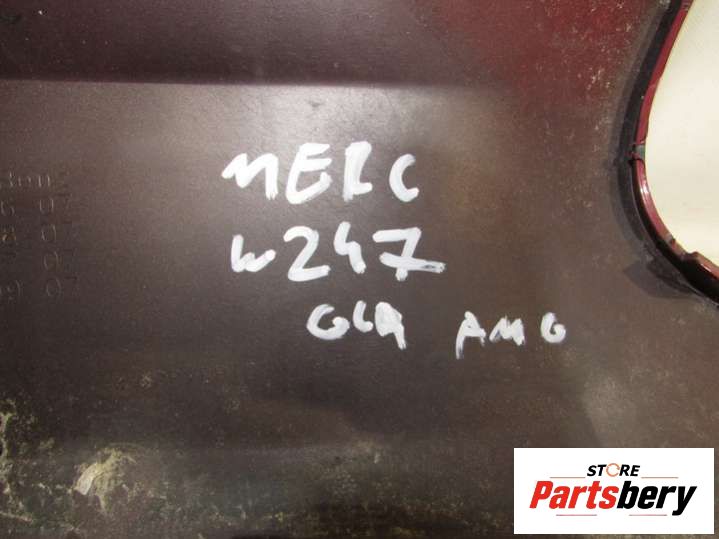 MERC
W247
GLA AMG
STORE
Partsbery